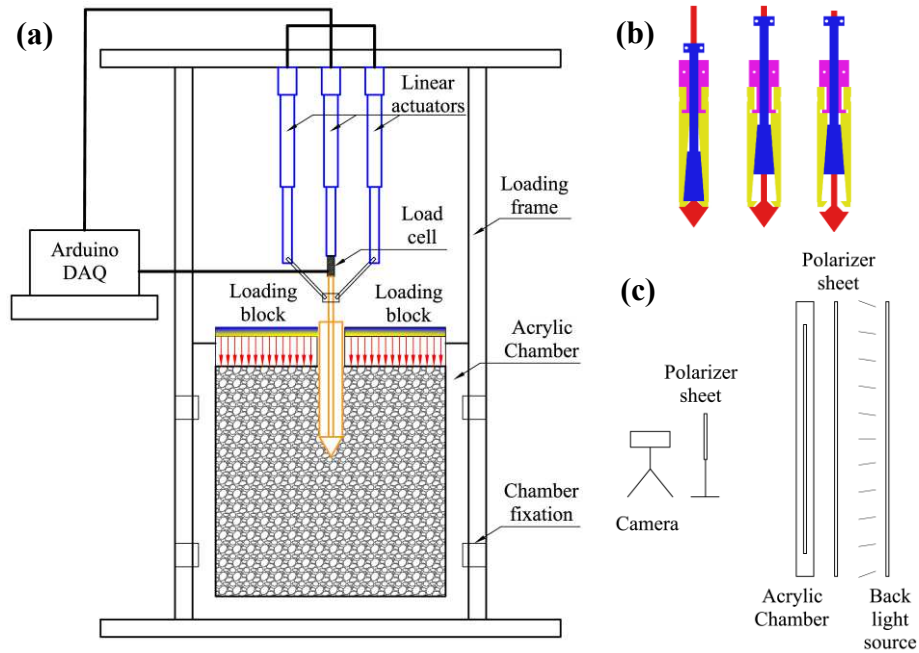 (a)
Linear
actuators
Loading
frame
Load
cell
Arduino
DAQ
Loading
block
Loading
block
Acrylic
Chamber
Chamber
fixation
(b)
(c)
Polarizer
sheet
Polarizer
sheet
Camera
Acrylic
Chamber
Back
light
source